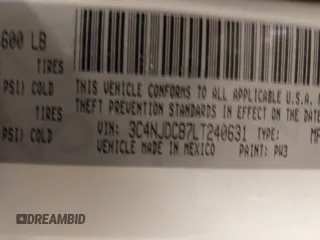 600 LB
TIRES
PSI) COLD
THIS VEHICLE CONFORMS TO ALL APPLICABLE U.S.A.
TIRES
THEFT PREVENTION STANDARDS IN EFFECT ON THE DATE OF
PSI) COLD
VIN: 3C4NJDCB7LT240631 TYPE:
VEHICLE MADE IN MEXICO PAINT: PW3
DREAMBID